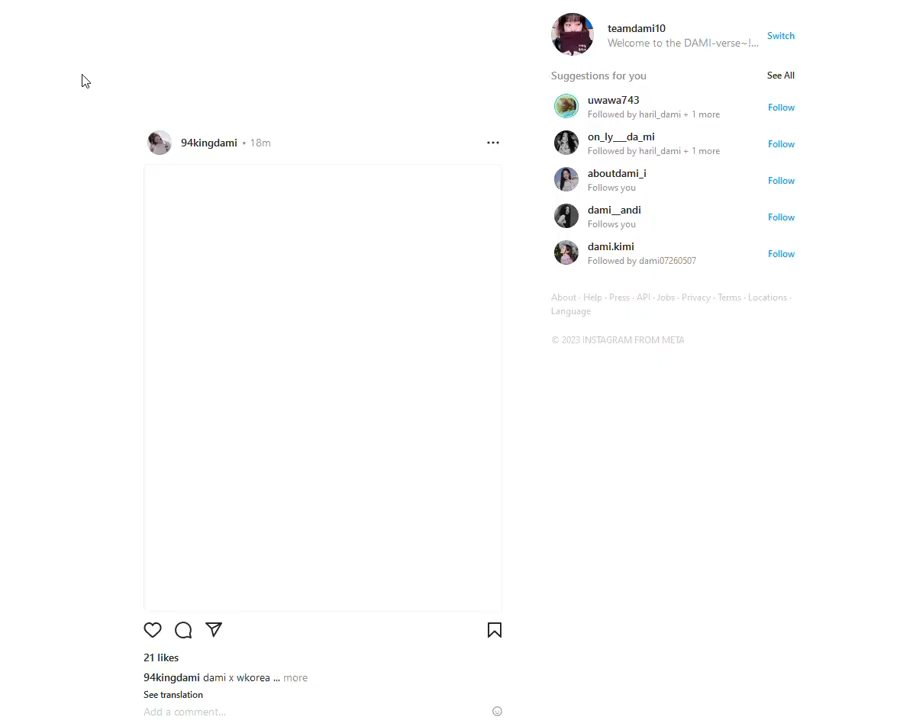 teamdami10
Welcome to the DAMI-verse~!...
Switch
Suggestions for you
See All
uwawa743
Followed by haril_dami + 1 more
Follow
on_ly___da_mi
Followed by haril_dami + 1 more
Follow
aboutdami_i
Follows you
Follow
dami__andi
Follows you
Follow
dami.kimi
Followed by dami07260507
Follow
About · Help · Press · API · Jobs · Privacy · Terms · Locations ·
Language
© 2023 INSTAGRAM FROM META
94kingdami • 18m
21 likes
94kingdami dami x wkorea ... more
See translation
Add a comment...